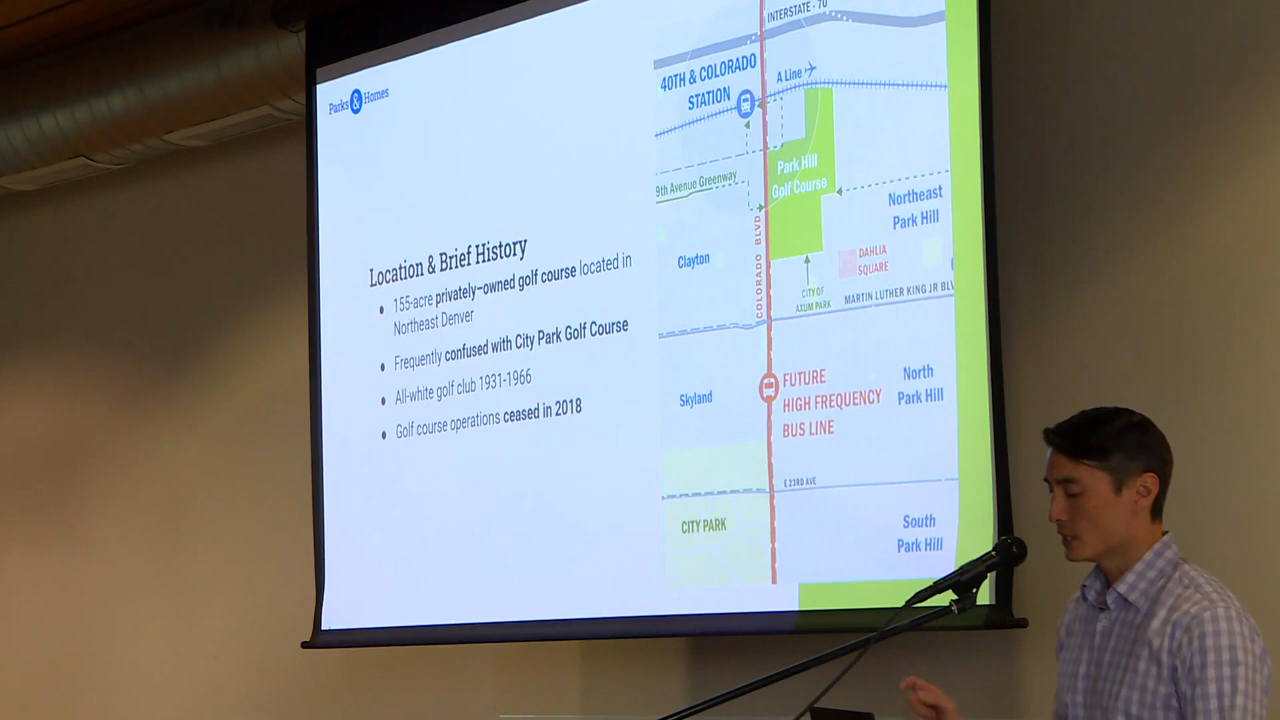 Parks & Homes
Location & Brief History
• 155-acre privately-owned golf course located in
Northeast Denver
• Frequently confused with City Park Golf Course
• All-white golf club 1931-1966
• Golf course operations ceased in 2018
INTERSTATE - 70
40TH & COLORADO
STATION
A Line
Park Hill
Golf Course
9th Avenue Greenway
Northeast
Park Hill
COLORADO BLVD
Clayton
DAHLIA
SQUARE
CITY OF
AXUM PARK
MARTIN LUTHER KING JR BLV
Skyland
FUTURE
HIGH FREQUENCY
BUS LINE
North
Park Hill
E 23RD AVE
CITY PARK
South
Park Hill